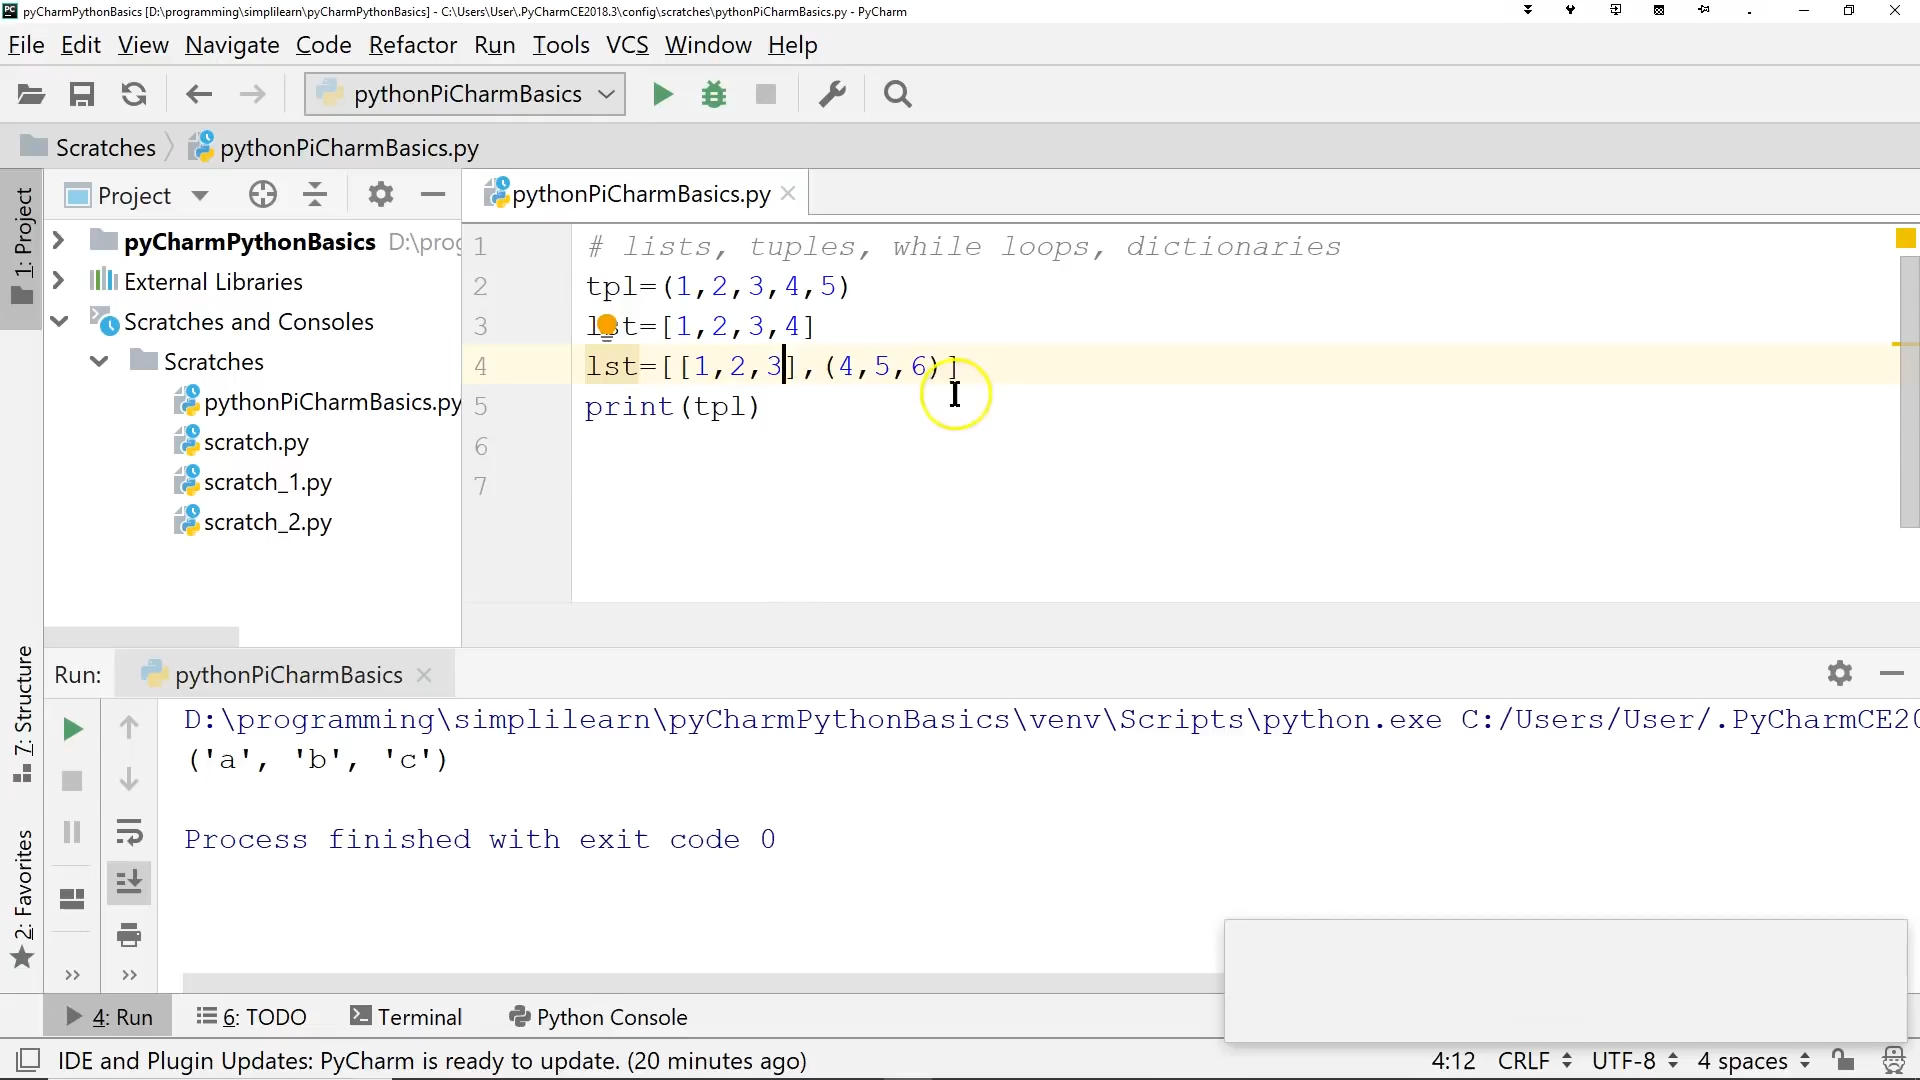 pyCharmPythonBasics [D:\programming\simplilearn\pyCharmPythonBasics] - C:\Users\User\.PyCharmCE2018.3\config\scratches\pythonPiCharmBasics.py - PyCharm
File Edit View Navigate Code Refactor Run Tools VCS Window Help
pythonPiCharmBasics
Scratches pythonPiCharmBasics.py
1: Project
Project
pythonPiCharmBasics.py
pyCharmPythonBasics D:\prog
External Libraries
Scratches and Consoles
Scratches
pythonPiCharmBasics.py
scratch.py
scratch_1.py
scratch_2.py
1 # lists, tuples, while loops, dictionaries
2 tpl=(1,2,3,4,5)
3 lst=[1,2,3,4]
4 lst=[[1,2,3],(4,5,6)]
5 print(tpl)
6
7
7: Structure
2: Favorites
Run: pythonPiCharmBasics
D:\programming\simplilearn\pyCharmPythonBasics\venv\Scripts\python.exe C:/Users/User/.PyCharmCE20
('a', 'b', 'c')
Process finished with exit code 0
4: Run 6: TODO Terminal Python Console
IDE and Plugin Updates: PyCharm is ready to update. (20 minutes ago) 4:12 CRLF UTF-8 4 spaces